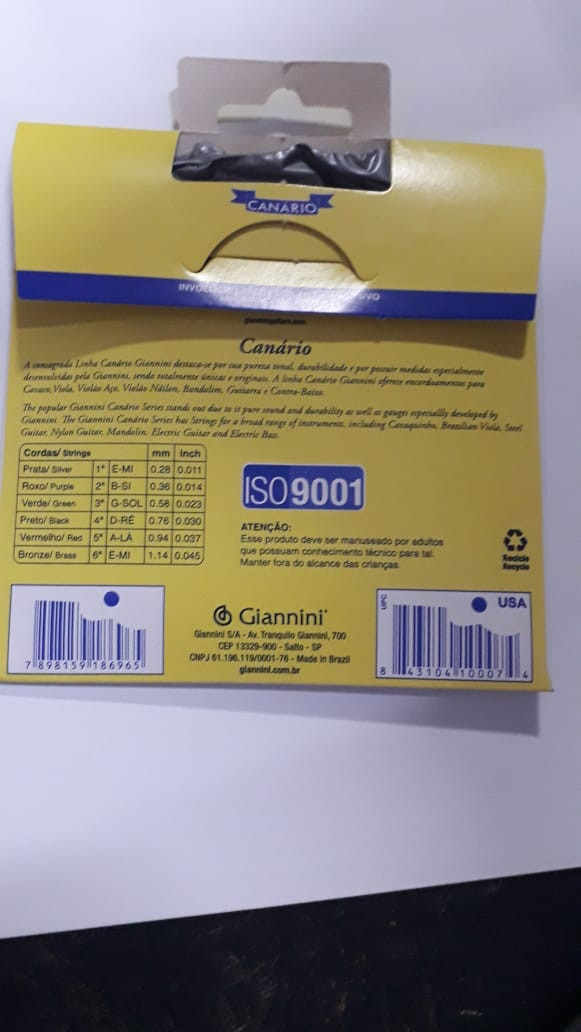 CANARIO
giannini.com.br
Canário
A consagrada Linha Canário Giannini destaca-se por sua pureza sonal, durabilidade e por possuir medidas especialmente
desenvolvidas pela Giannini, sendo totalmente únicas e originais. A linha Canário Giannini oferece encordoamentos para
Cavaco, Viola, Violão Aço, Violão Náilon, Bandolim, Guitarra e Contra-Baixo.
The popular Giannini Canário Series stands out due to it pure sound and durability as well as gauges especiallly developed by
Giannini. The Giannini Canário Series has Strings for a broad range of instruments, including Cavaquinho, Brazilian Viola, Steel
Guitar, Nylon Guitar, Mandolin, Electric Guitar and Electric Bass.
Cordas/ Strings mm inch
Prata/ Silver 1ª E-MI 0.28 0.011
Roxo/ Purple 2ª B-SI 0.36 0.014
Verde/ Green 3ª G-SOL 0.58 0.023
Preto/ Black 4ª D-RÉ 0.76 0.030
Vermelho/ Red 5ª A-LÁ 0.94 0.037
Bronze/ Brass 6ª E-MI 1.14 0.045
ISO 9001
ATENÇÃO:
Esse produto deve ser manuseado por adultos
que possuam conhecimento técnico para tal.
Manter fora do alcance das crianças.
Recicle
Recycle
7 898159 186965
Giannini
Giannini S/A - Av. Tranquilo Giannini, 700
CEP 13329-900 - Salto - SP
CNPJ 61.196.119/0001-76 - Made in Brazil
giannini.com.br
UPC
USA
8 43104 10007 4